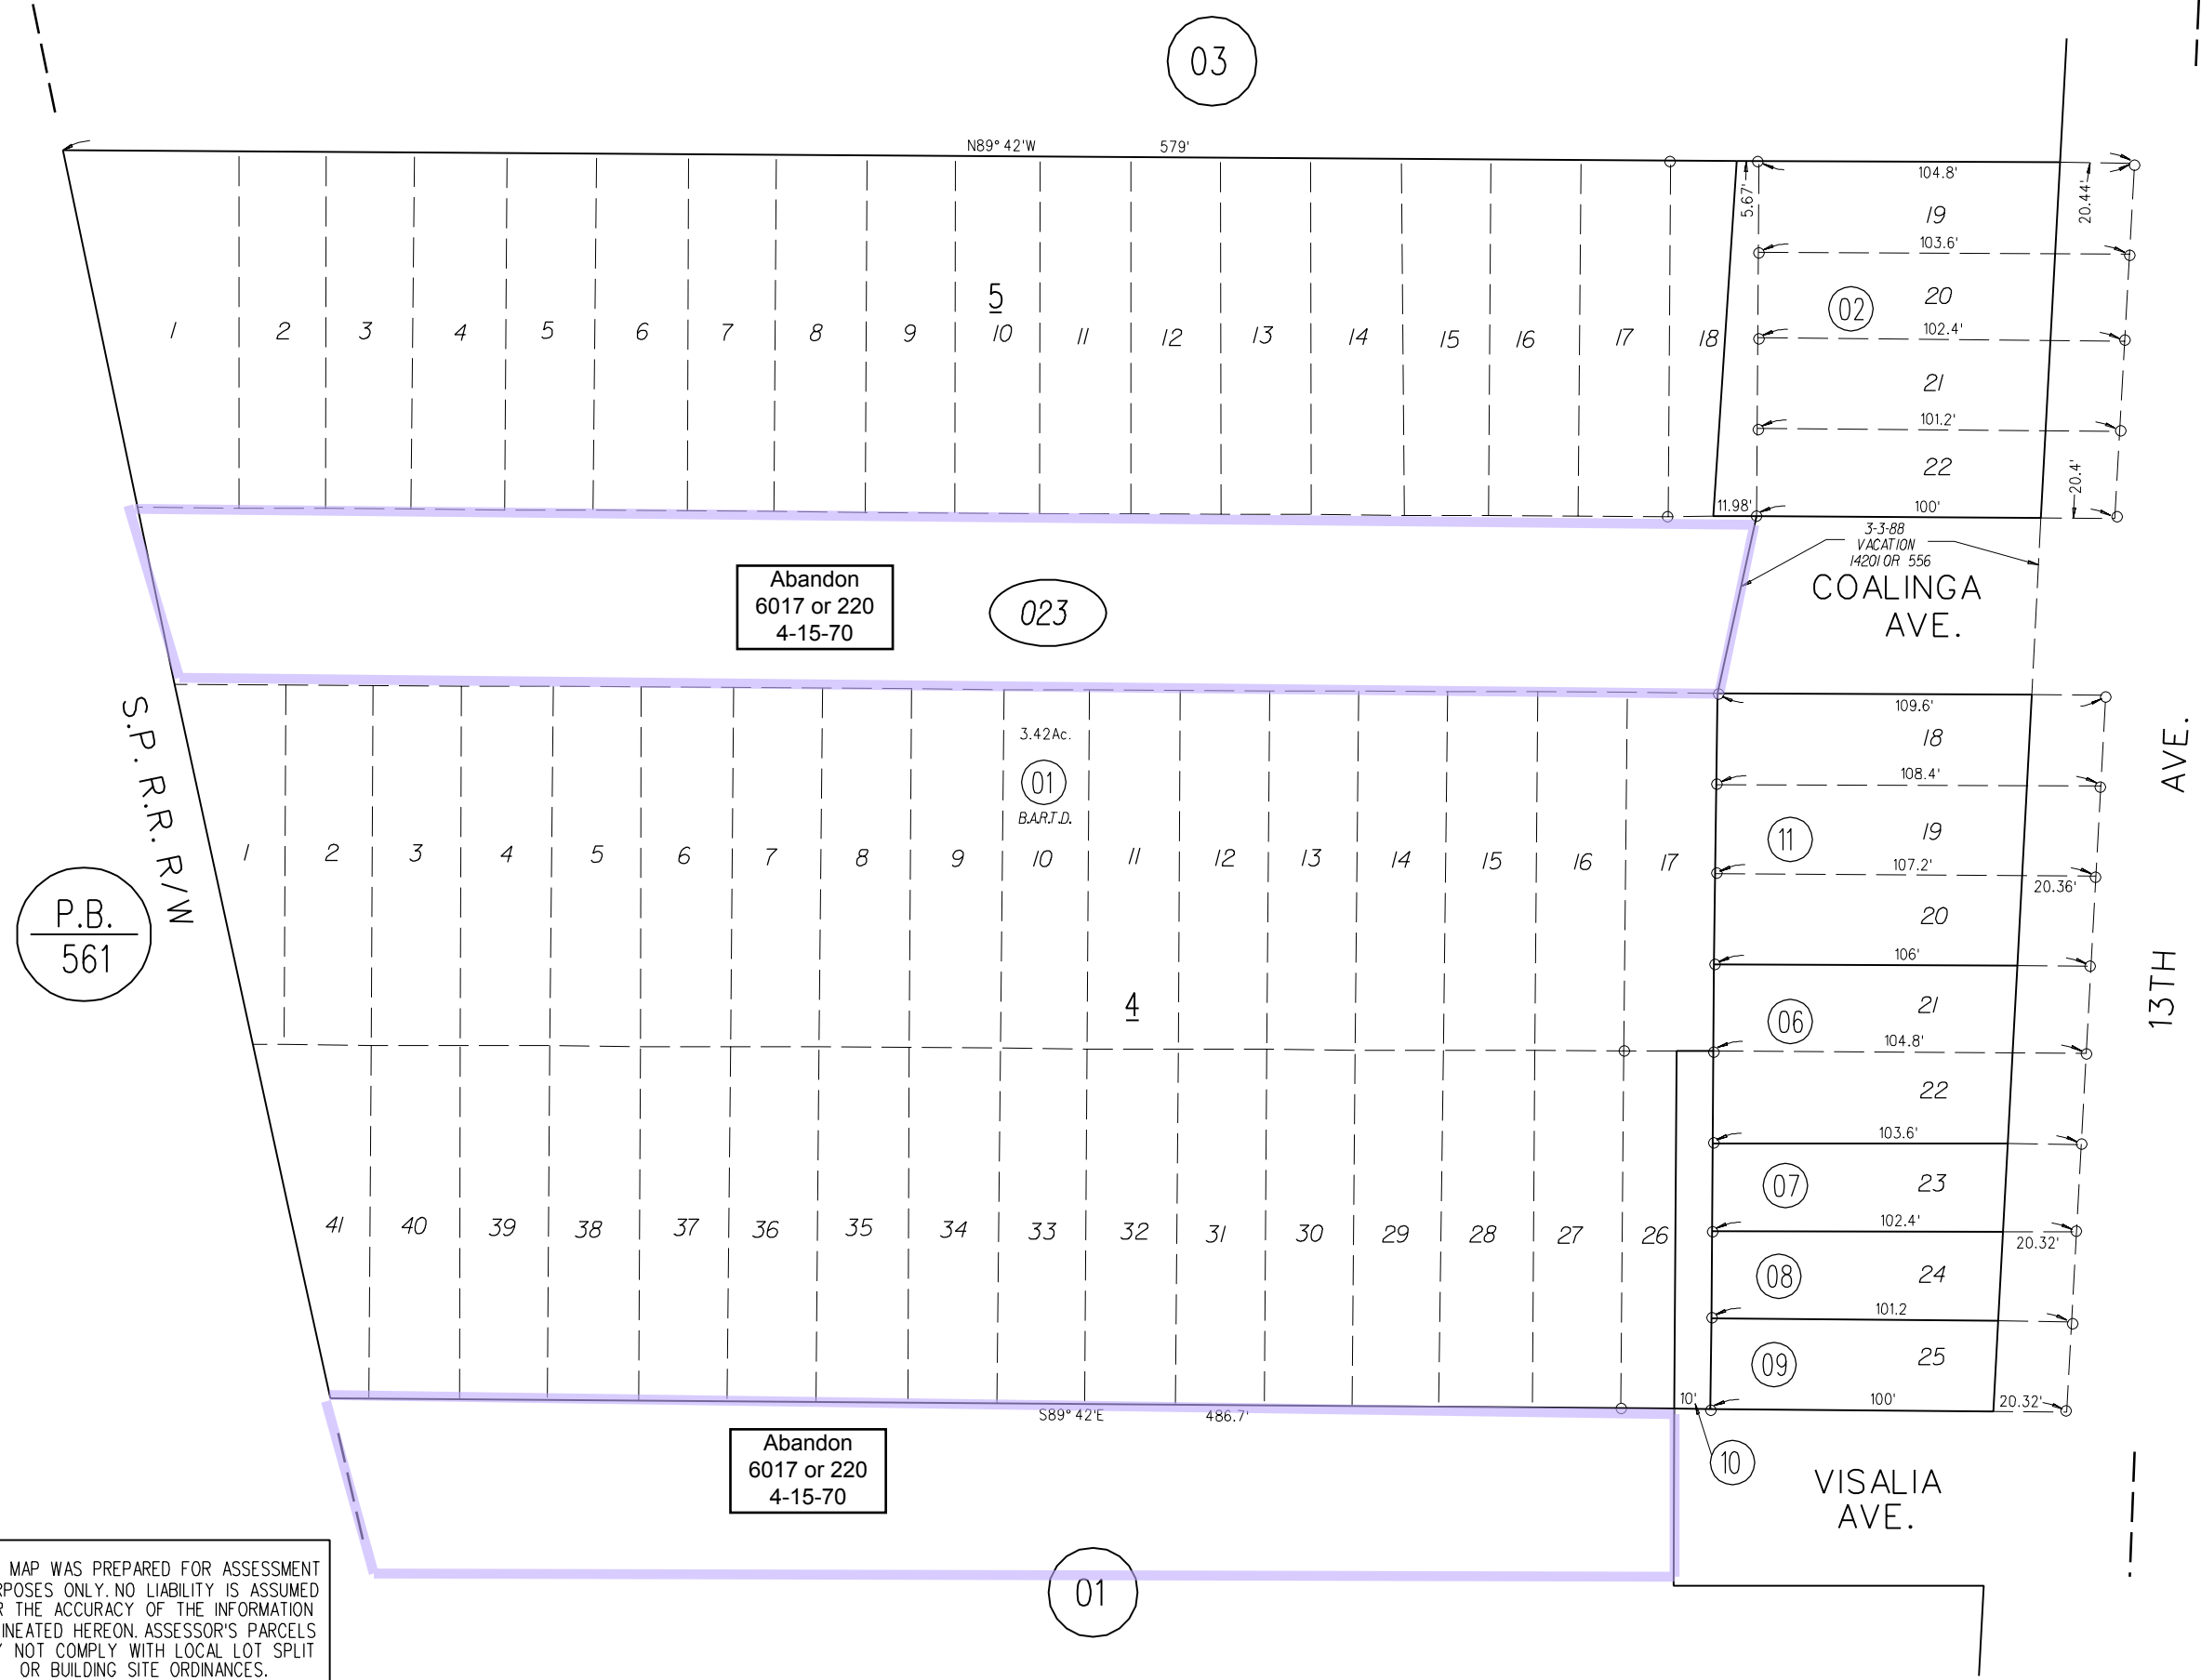 03
N89° 42'W 579'
104.8'
5.67'
20.44'
19
103.6'
5
02
20
102.4'
1 2 3 4 5 6 7 8 9 10 11 12 13 14 15 16 17 18
21
101.2'
22
20.4'
11.98'
100'
3-3-88
VACATION
14201 OR 556
COALINGA
AVE.
Abandon
6017 or 220
4-15-70
023
S.P. R.R. R/W
109.6'
18
3.42Ac.
01
B.A.R.T.D.
108.4'
11
19
1 2 3 4 5 6 7 8 9 10 11 12 13 14 15 16 17
107.2'
20.36'
13TH AVE.
P.B.
561
20
106'
4
06
21
104.8'
22
103.6'
07
23
41 40 39 38 37 36 35 34 33 32 31 30 29 28 27 26
102.4'
20.32'
08
24
101.2
09
25
10'
100'
20.32'
S89° 42'E 486.7'
10
Abandon
6017 or 220
4-15-70
VISALIA
AVE.
01
MAP WAS PREPARED FOR ASSESSMENT
RPOSES ONLY. NO LIABILITY IS ASSUMED
R THE ACCURACY OF THE INFORMATION
INEATED HEREON. ASSESSOR'S PARCELS
Y NOT COMPLY WITH LOCAL LOT SPLIT
OR BUILDING SITE ORDINANCES.